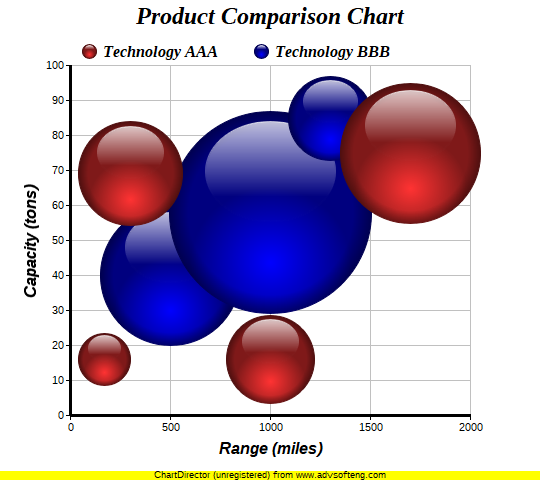 Product Comparison Chart
Technology AAA
Technology BBB
100
90
80
70
60
50
40
30
20
10
0
Capacity (tons)
0
500
1000
1500
2000
Range (miles)
ChartDirector (unregistered) from www.advsofteng.com